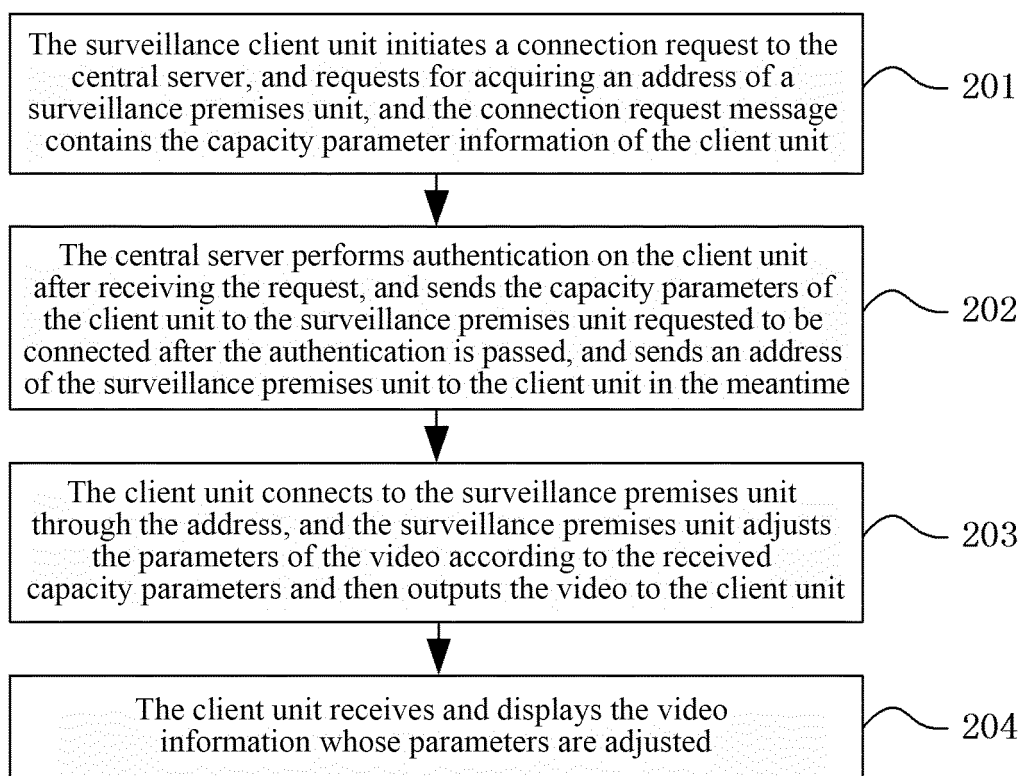 The surveillance client unit initiates a connection request to the
central server, and requests for acquiring an address of a
surveillance premises unit, and the connection request message
contains the capacity parameter information of the client unit
201
The central server performs authentication on the client unit
after receiving the request, and sends the capacity parameters of
the client unit to the surveillance premises unit requested to be
connected after the authentication is passed, and sends an address
of the surveillance premises unit to the client unit in the meantime
202
The client unit connects to the surveillance premises unit
through the address, and the surveillance premises unit adjusts
the parameters of the video according to the received
capacity parameters and then outputs the video to the client unit
203
The client unit receives and displays the video
information whose parameters are adjusted
204